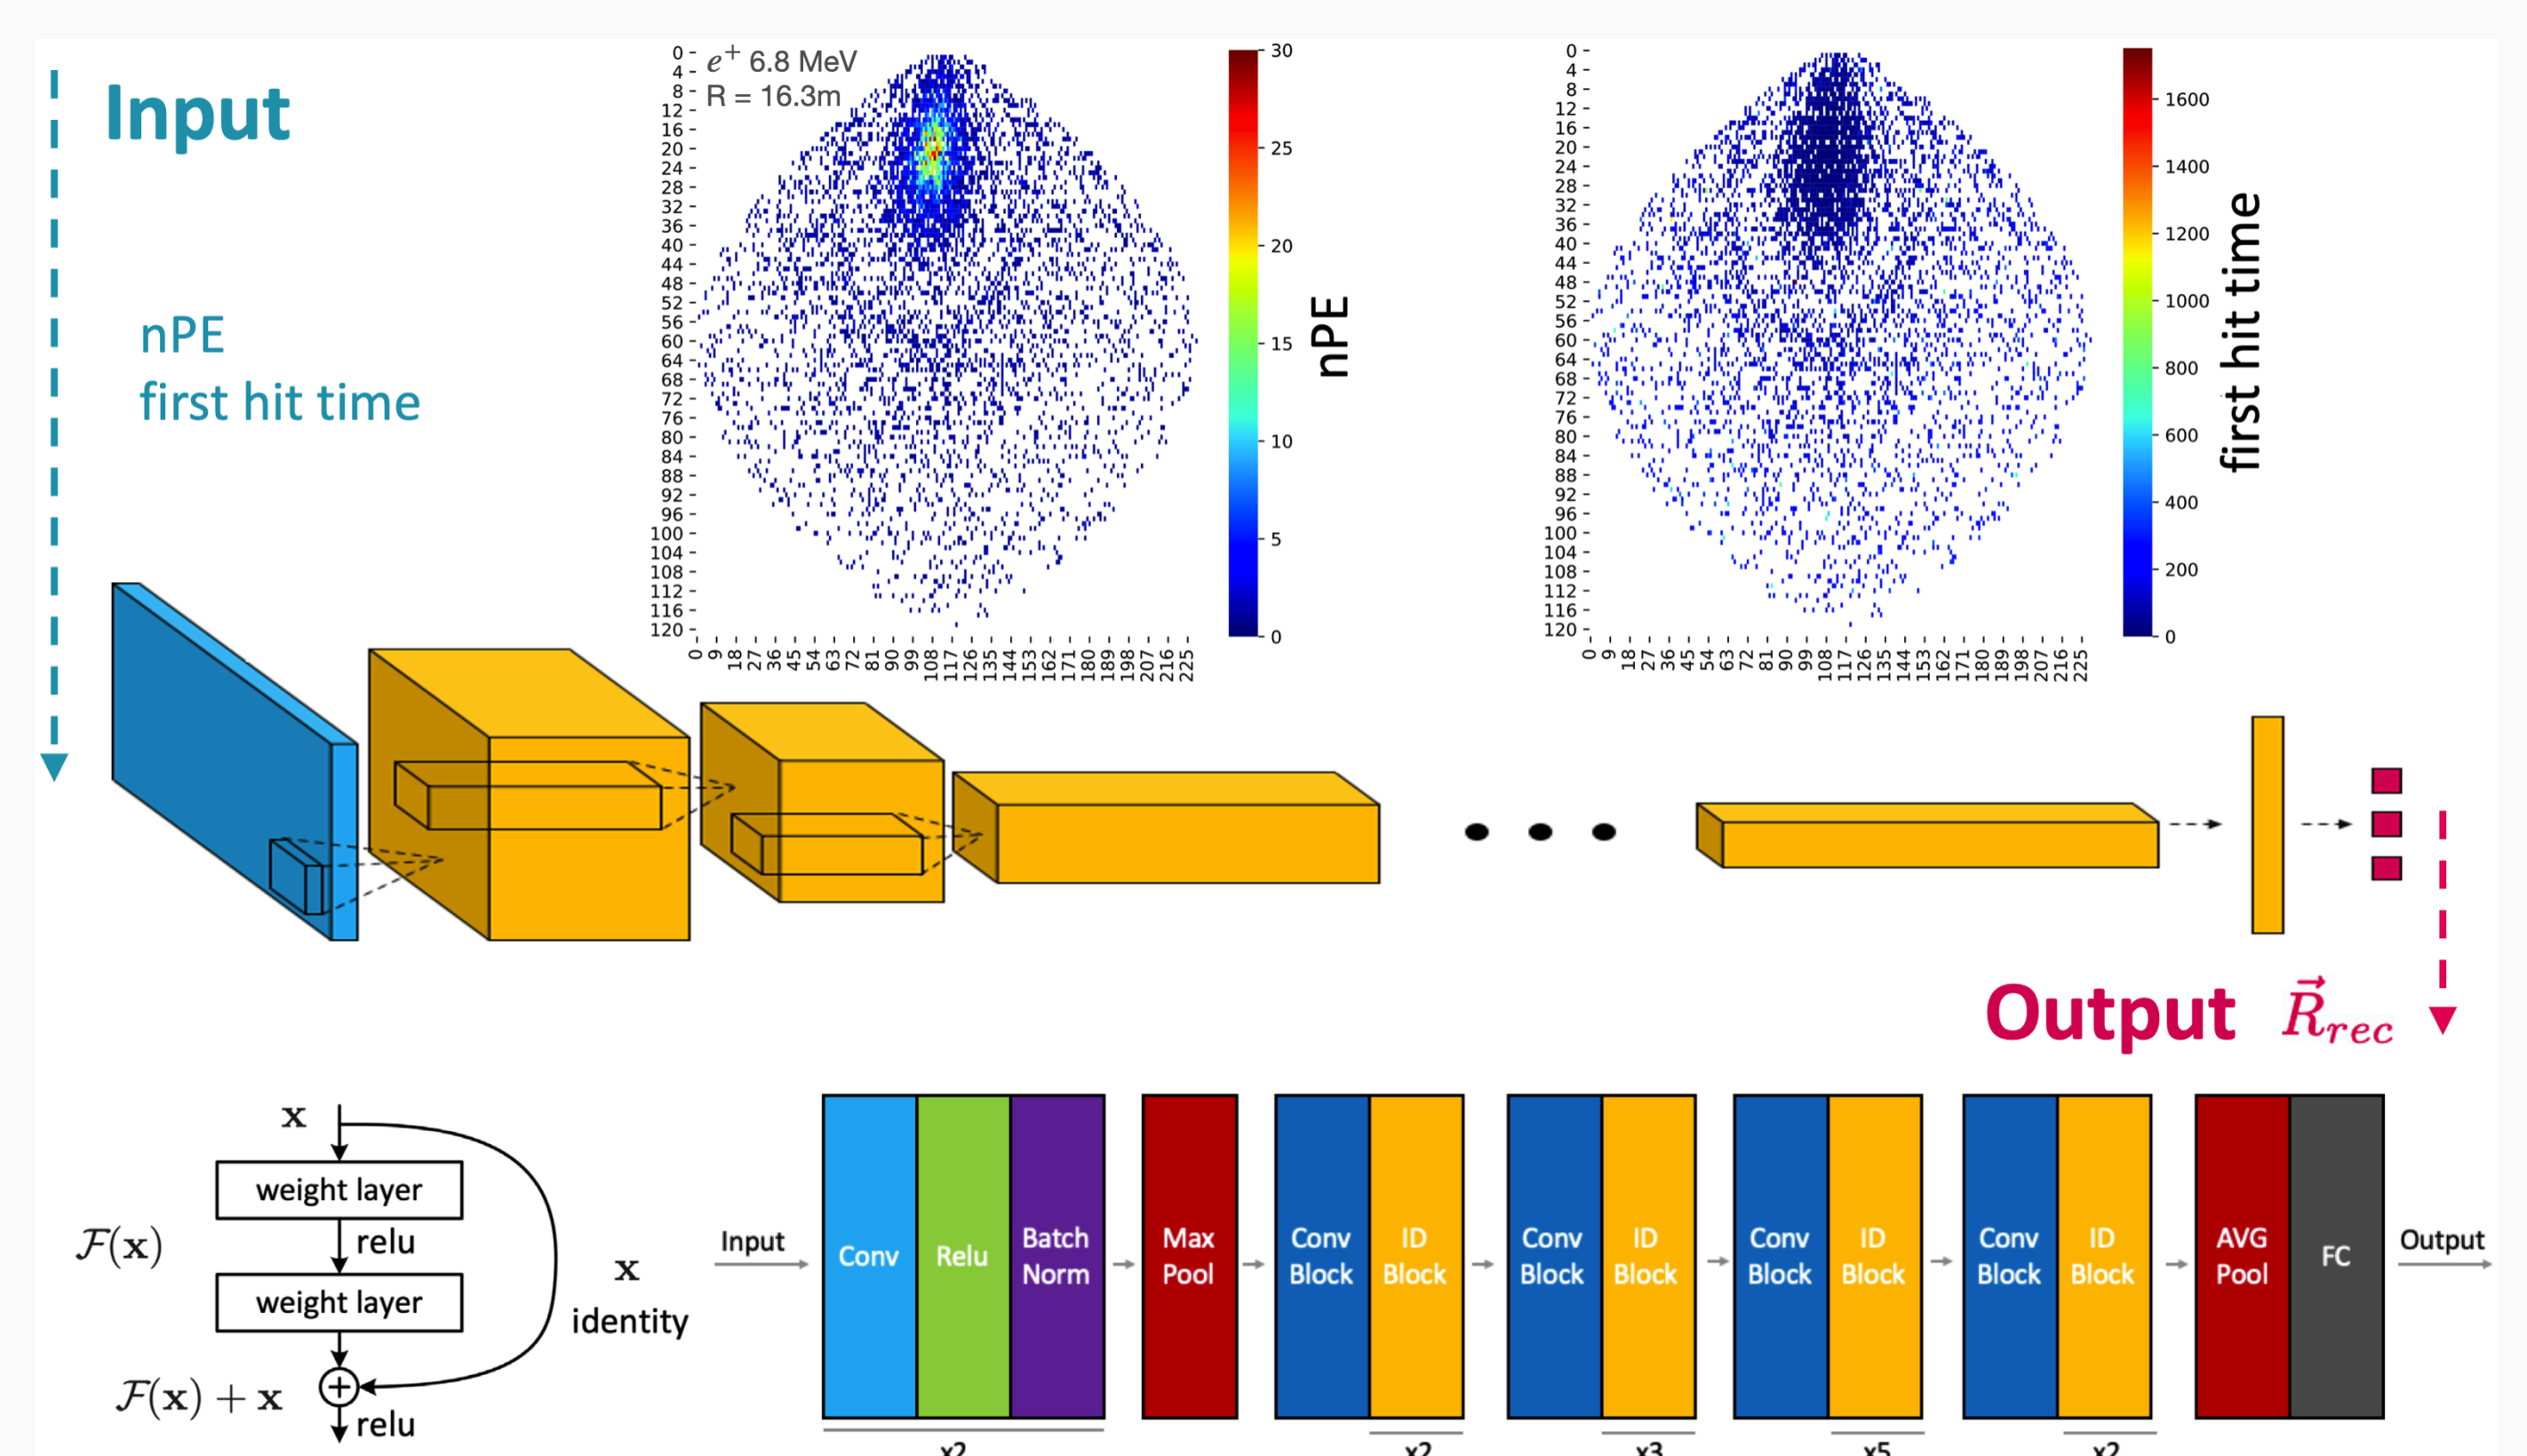 Input
nPE
first hit time
e⁺ 6.8 MeV
R = 16.3m
0
4
8
12
16
20
24
28
32
36
40
44
48
52
56
60
64
68
72
76
80
84
88
92
96
100
104
108
112
116
120
0 9 18 27 36 45 54 63 72 81 90 99 108 117 126 135 144 153 162 171 180 189 198 207 216 225
30
25
20
15
10
5
0
nPE
0
4
8
12
16
20
24
28
32
36
40
44
48
52
56
60
64
68
72
76
80
84
88
92
96
100
104
108
112
116
120
0 9 18 27 36 45 54 63 72 81 90 99 108 117 126 135 144 153 162 171 180 189 198 207 216 225
1600
1400
1200
1000
800
600
400
200
0
first hit time
Output R⃗rec
x
weight layer
F(x) relu
weight layer
x
identity
F(x) + x
relu
Input
Conv
Relu
Batch
Norm
Max
Pool
Conv
Block
ID
Block
Conv
Block
ID
Block
Conv
Block
ID
Block
Conv
Block
ID
Block
AVG
Pool
FC
Output
x2 x2 x3 x5 x2